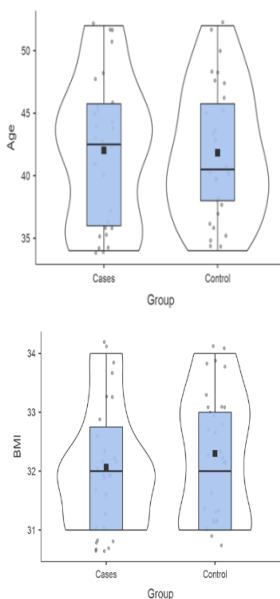 50
45
Age
40
35
Cases
Control
Group
34
33
BMI
32
31
Cases
Control
Group